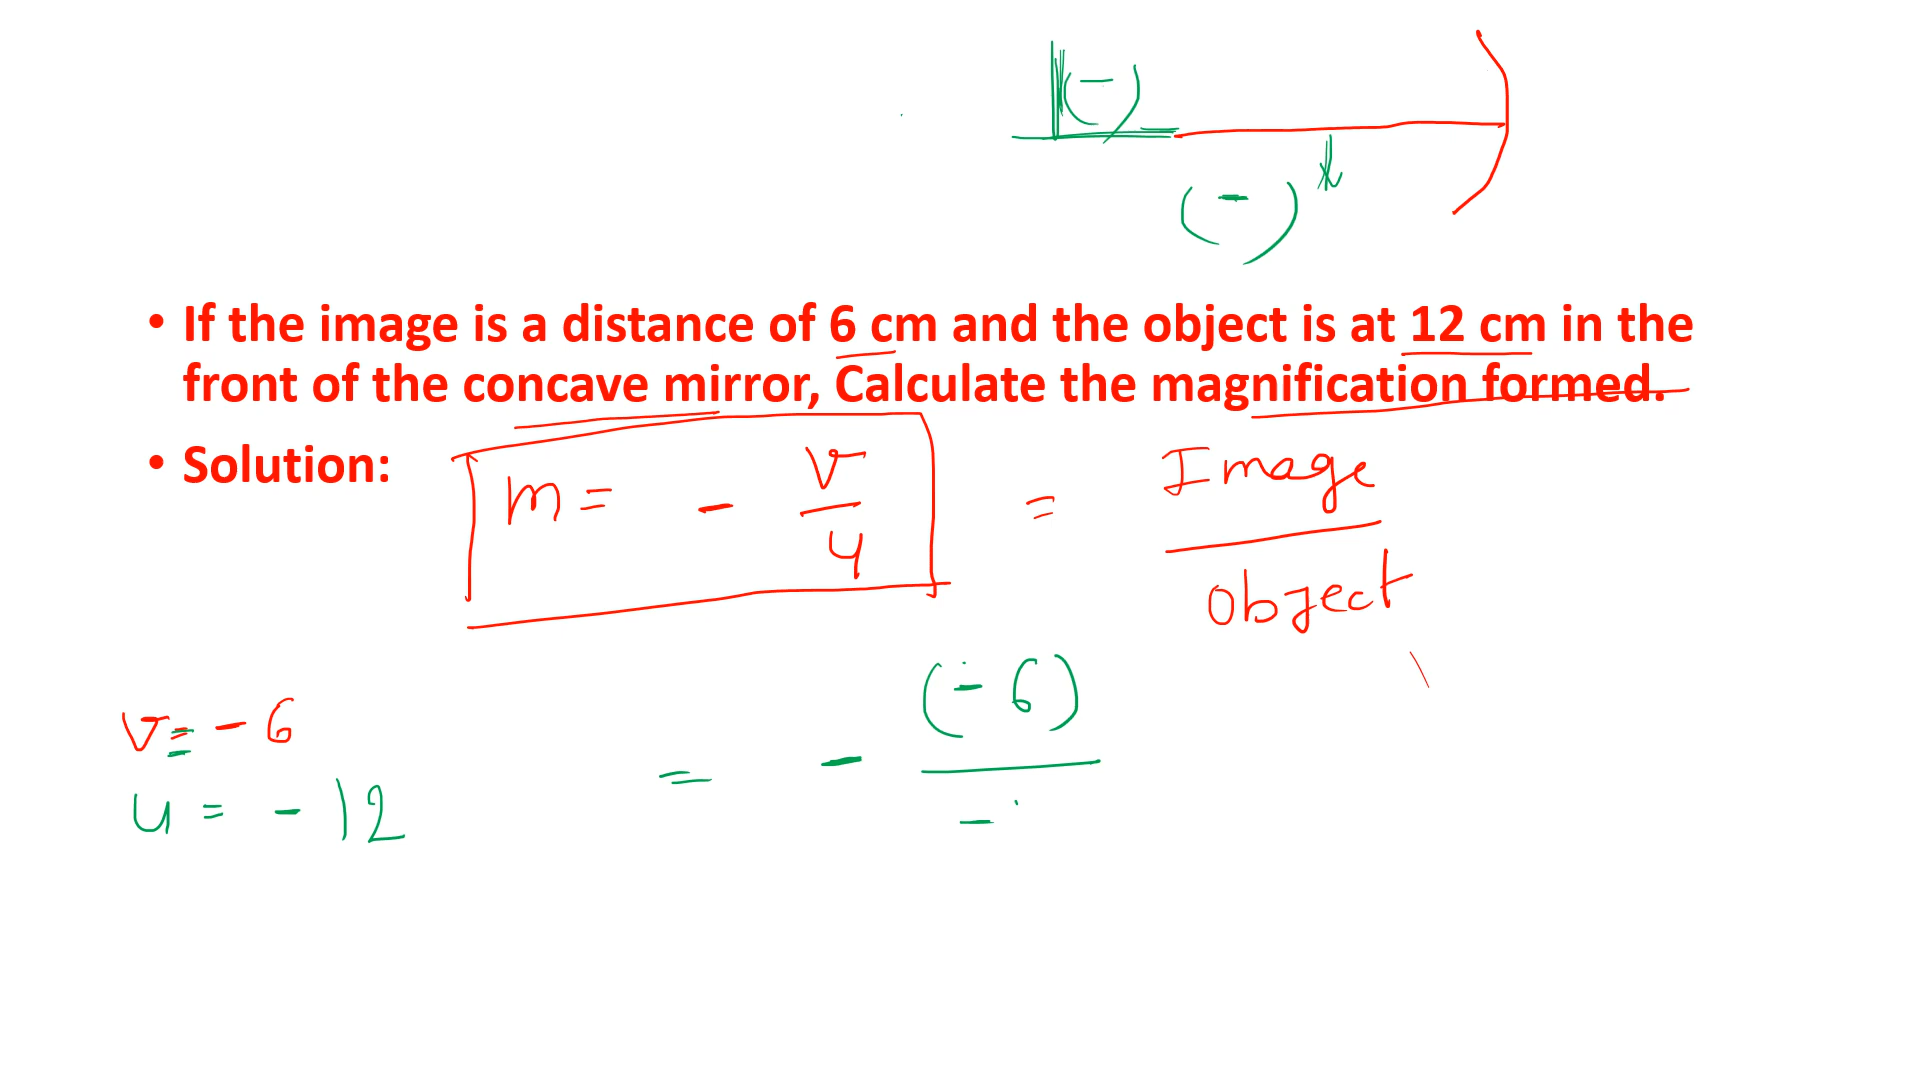 (-)
(-)
• If the image is a distance of 6 cm and the object is at 12 cm in the
front of the concave mirror, Calculate the magnification formed.
• Solution:
m = - v/u = Image/Object
v = - 6
u = - 12
= - (- 6)/-